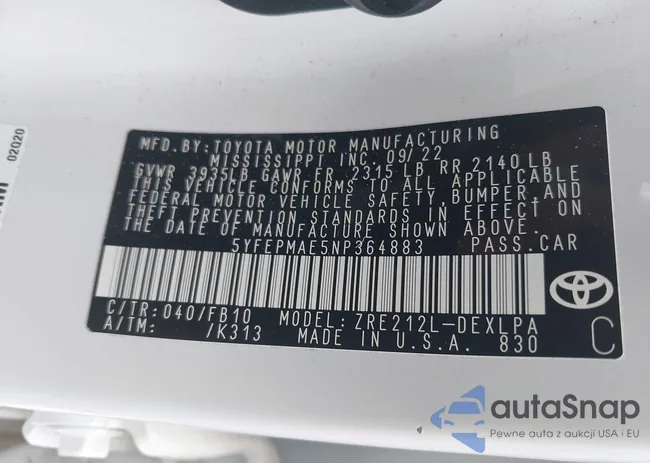 MFD.BY: TOYOTA MOTOR MANUFACTURING
MISSISSIPPI INC. 09/22
GVWR 3935LB GAWR FR 2315 LB RR 2140 LB
THIS VEHICLE CONFORMS TO ALL APPLICABLE
FEDERAL MOTOR VEHICLE SAFETY, BUMPER, AND
THEFT PREVENTION STANDARDS IN EFFECT ON
THE DATE OF MANUFACTURE SHOWN ABOVE.
5YFEPMAE5NP364883 PASS.CAR
C/TR: 040/FB10 MODEL: ZRE212L-DEXLPA
A/TM: /K313 MADE IN U.S.A. 830
C
02020
autaSnap
Pewne auta z aukcji USA i EU